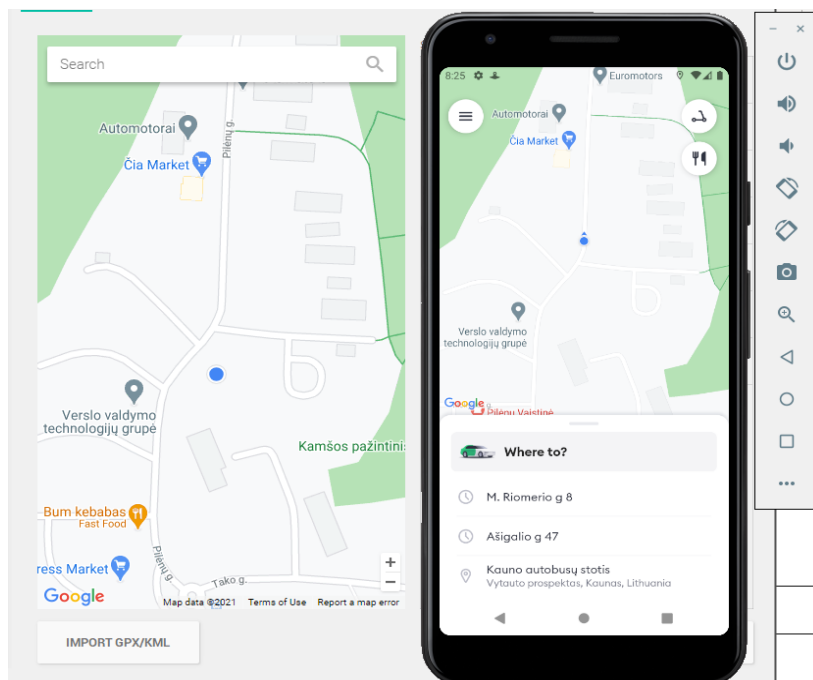 Search
Automotorai
Pilėnų g.
Čia Market
Verslo valdymo
technologijų grupė
Kamšos pažintini
Bum kebabas
Fast Food
ress Market
Pilėnų g.
Tako g.
Google
Map data ©2021 Terms of Use Report a map error
IMPORT GPX/KML
8:25
Euromotors
Automotorai
Čia Market
Verslo valdymo
technologijų grupė
Google
Pilėnų Vaistinė
Where to?
M. Riomerio g 8
Ašigalio g 47
Kauno autobusų stotis
Vytauto prospektas, Kaunas, Lithuania